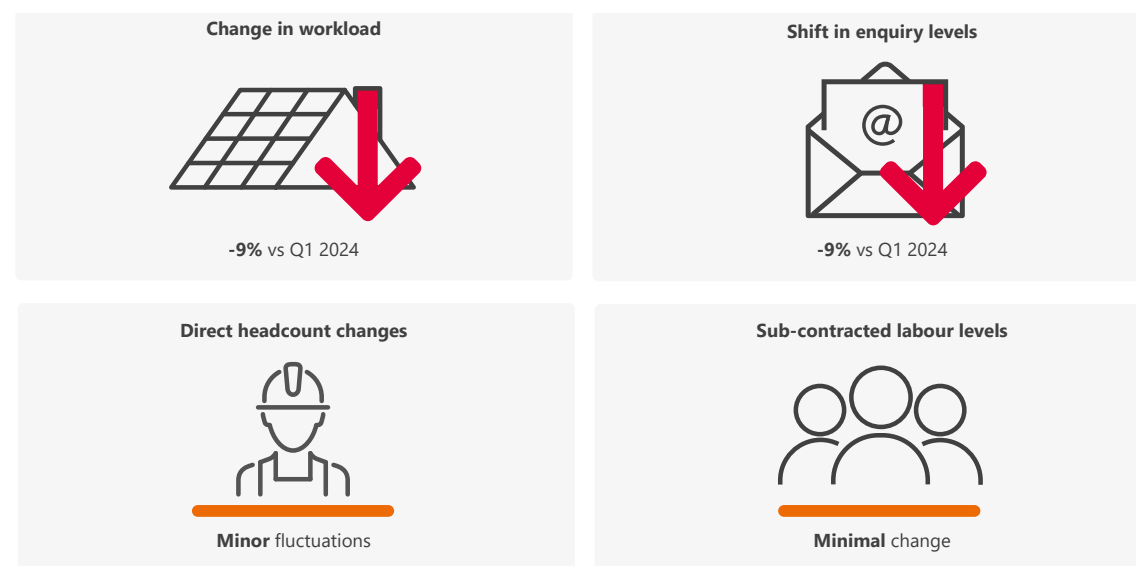 Change in workload
Shift in enquiry levels
@
-9% vs Q1 2024
-9% vs Q1 2024
Direct headcount changes
Sub-contracted labour levels
Minor fluctuations
Minimal change